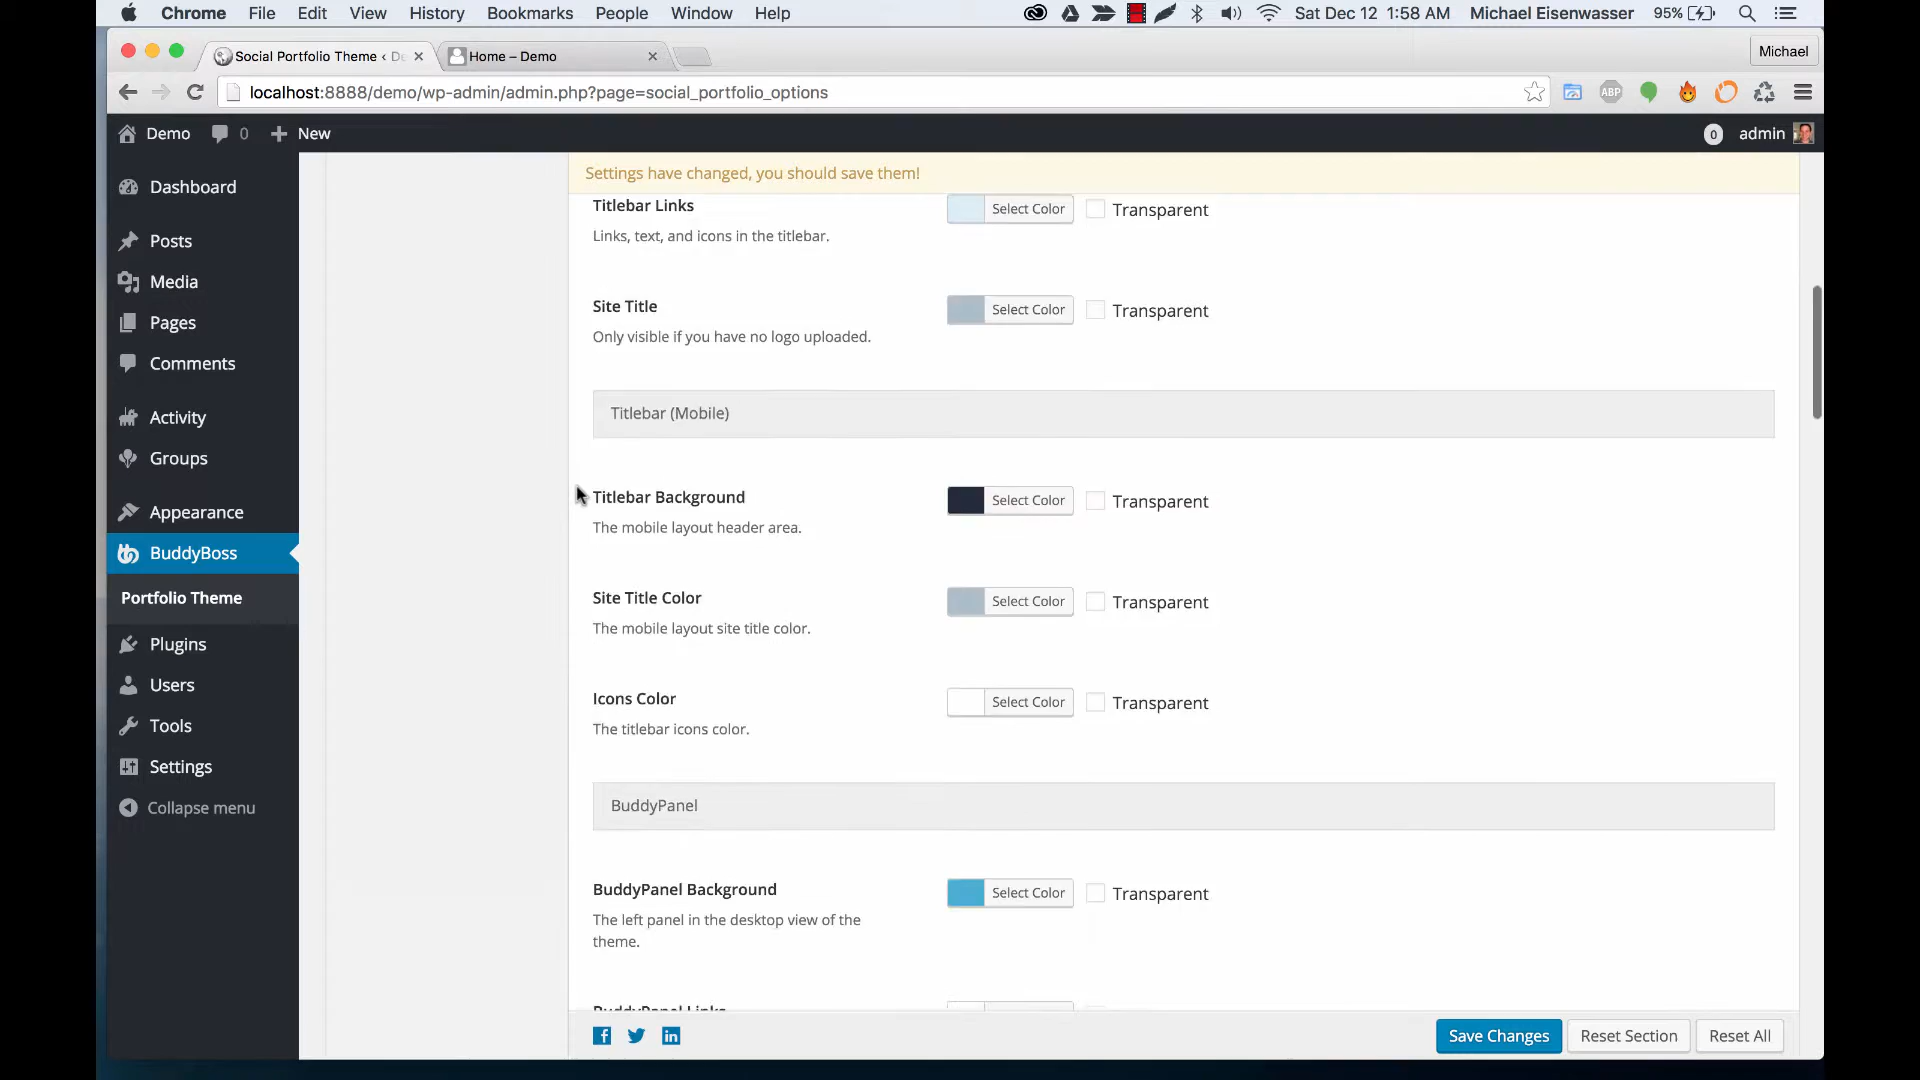 Chrome File Edit View History Bookmarks People Window Help Sat Dec 12 1:58 AM Michael Eisenwasser 95%
Social Portfolio Theme ‹ De Home – Demo Michael
localhost:8888/demo/wp-admin/admin.php?page=social_portfolio_options ABP
Demo 0 New 0 admin
Dashboard
Posts
Media
Pages
Comments
Activity
Groups
Appearance
BuddyBoss
Portfolio Theme
Plugins
Users
Tools
Settings
Collapse menu
Settings have changed, you should save them!
Titlebar Links Select Color Transparent
Links, text, and icons in the titlebar.
Site Title Select Color Transparent
Only visible if you have no logo uploaded.
Titlebar (Mobile)
Titlebar Background Select Color Transparent
The mobile layout header area.
Site Title Color Select Color Transparent
The mobile layout site title color.
Icons Color Select Color Transparent
The titlebar icons color.
BuddyPanel
BuddyPanel Background Select Color Transparent
The left panel in the desktop view of the
theme.
BuddyPanel Links
Save Changes Reset Section Reset All